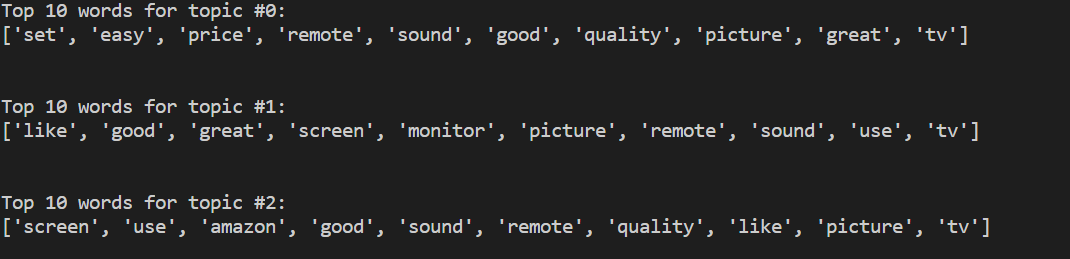 Top 10 words for topic #0:
['set', 'easy', 'price', 'remote', 'sound', 'good', 'quality', 'picture', 'great', 'tv']
Top 10 words for topic #1:
['like', 'good', 'great', 'screen', 'monitor', 'picture', 'remote', 'sound', 'use', 'tv']
Top 10 words for topic #2:
['screen', 'use', 'amazon', 'good', 'sound', 'remote', 'quality', 'like', 'picture', 'tv']